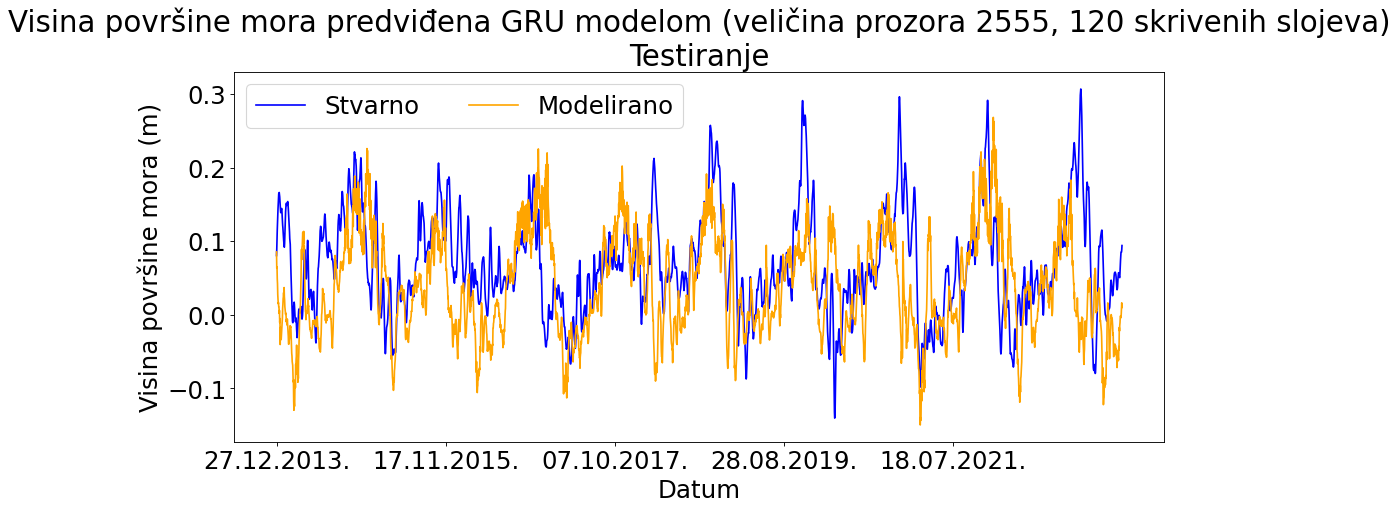 Visina površine mora predviđena GRU modelom (veličina prozora 2555, 120 skrivenih slojeva)
Testiranje
Stvarno Modelirano
Visina površine mora (m)
0.3
0.2
0.1
0.0
−0.1
27.12.2013. 17.11.2015. 07.10.2017. 28.08.2019. 18.07.2021.
Datum